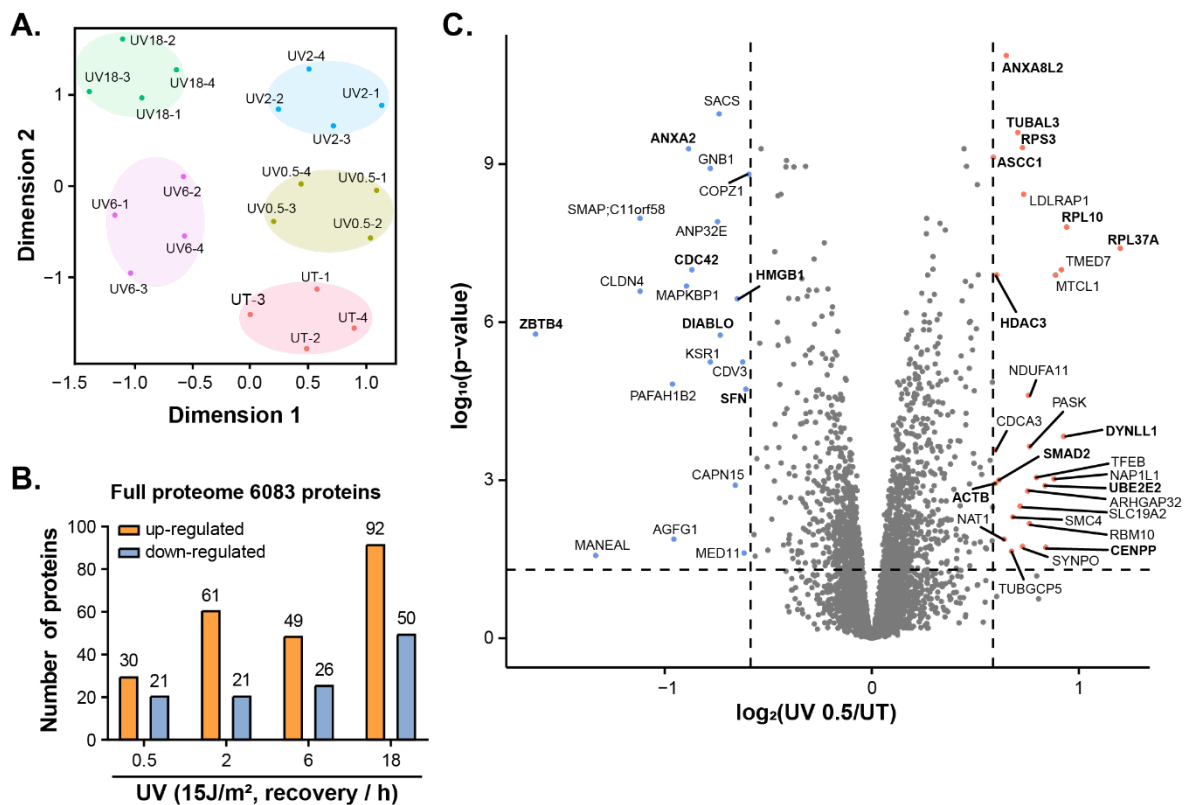 A.
UV18-2
UV18-3
UV18-4
UV18-1
UV2-4
UV2-2
UV2-1
UV2-3
UV0.5-4
UV0.5-1
UV0.5-3
UV0.5-2
UV6-2
UV6-1
UV6-4
UV6-3
UT-1
UT-3
UT-4
UT-2
1
0
−1
Dimension 2
−1.5
−1.0
−0.5
0.0
0.5
1.0
Dimension 1
B.
Full proteome 6083 proteins
up-regulated
down-regulated
100
80
60
40
20
0
Number of proteins
30
21
61
21
49
26
92
50
0.5
2
6
18
UV (15J/m², recovery / h)
C.
9
6
3
0
log₁₀(p−value)
−1
0
1
log₂(UV 0.5/UT)
SACS
ANXA2
GNB1
COPZ1
SMAP;C11orf58
ANP32E
CDC42
HMGB1
CLDN4
MAPKBP1
ZBTB4
DIABLO
KSR1
CDV3
PAFAH1B2
SFN
CAPN15
AGFG1
MANEAL
MED11
ANXA8L2
TUBAL3
RPS3
ASCC1
LDLRAP1
RPL10
RPL37A
TMED7
MTCL1
HDAC3
NDUFA11
PASK
CDCA3
DYNLL1
SMAD2
TFEB
NAP1L1
ACTB
UBE2E2
ARHGAP32
SLC19A2
NAT1
SMC4
RBM10
CENPP
SYNPO
TUBGCP5